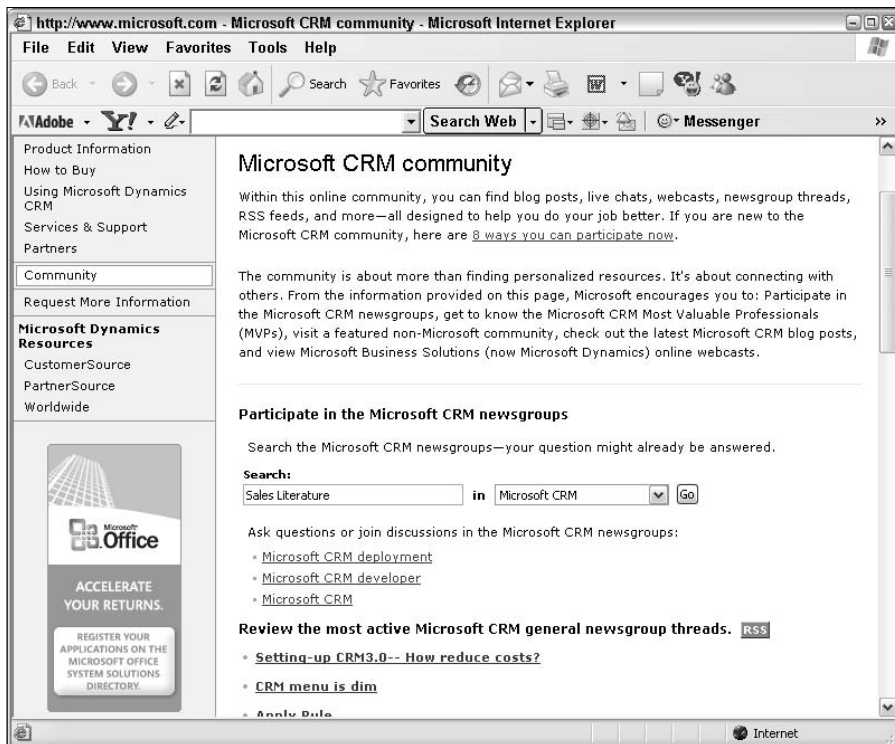 http://www.microsoft.com - Microsoft CRM community - Microsoft Internet Explorer
File Edit View Favorites Tools Help
Back Search Favorites
Adobe Y! Search Web Messenger »
Product Information
How to Buy
Using Microsoft Dynamics
CRM
Services & Support
Partners
Community
Request More Information
Microsoft Dynamics
Resources
CustomerSource
PartnerSource
Worldwide
Microsoft
Office
ACCELERATE
YOUR RETURNS.
REGISTER YOUR
APPLICATIONS ON THE
MICROSOFT OFFICE
SYSTEM SOLUTIONS
DIRECTORY.
Microsoft CRM community
Within this online community, you can find blog posts, live chats, webcasts, newsgroup threads,
RSS feeds, and more—all designed to help you do your job better. If you are new to the
Microsoft CRM community, here are 8 ways you can participate now.
The community is about more than finding personalized resources. It's about connecting with
others. From the information provided on this page, Microsoft encourages you to: Participate in
the Microsoft CRM newsgroups, get to know the Microsoft CRM Most Valuable Professionals
(MVPs), visit a featured non-Microsoft community, check out the latest Microsoft CRM blog posts,
and view Microsoft Business Solutions (now Microsoft Dynamics) online webcasts.
Participate in the Microsoft CRM newsgroups
Search the Microsoft CRM newsgroups—your question might already be answered.
Search:
Sales Literature in Microsoft CRM Go
Ask questions or join discussions in the Microsoft CRM newsgroups:
Microsoft CRM deployment
Microsoft CRM developer
Microsoft CRM
Review the most active Microsoft CRM general newsgroup threads. RSS
Setting-up CRM3.0-- How reduce costs?
CRM menu is dim
Apply Rule
Internet